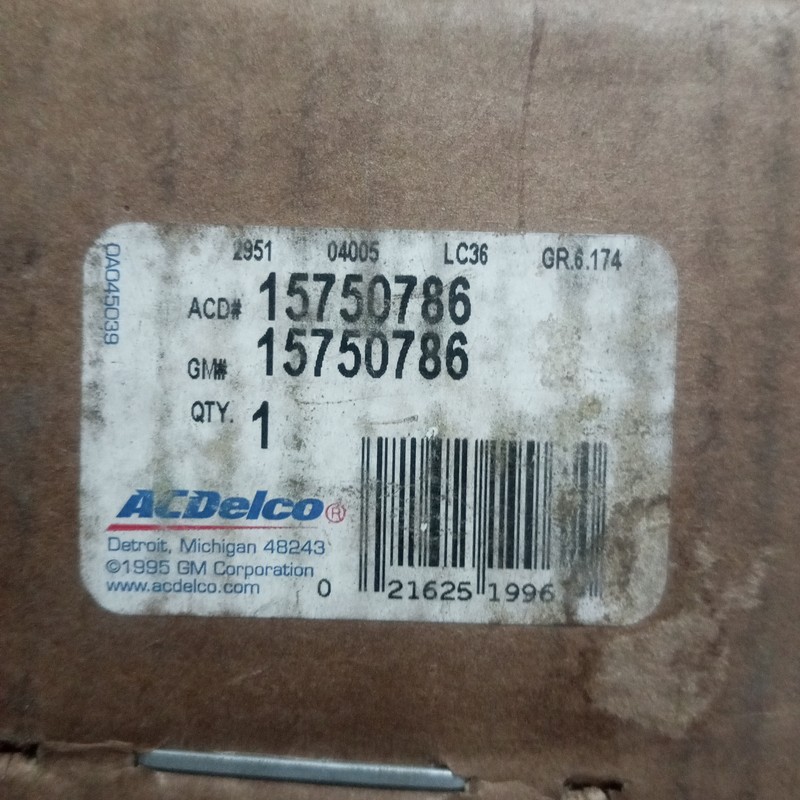 0A045039
2951 04005 LC36 GR.6.174
ACD# 15750786
GM# 15750786
QTY. 1
ACDelco®
Detroit, Michigan 48243
©1995 GM Corporation
www.acdelco.com
0 21625 1996